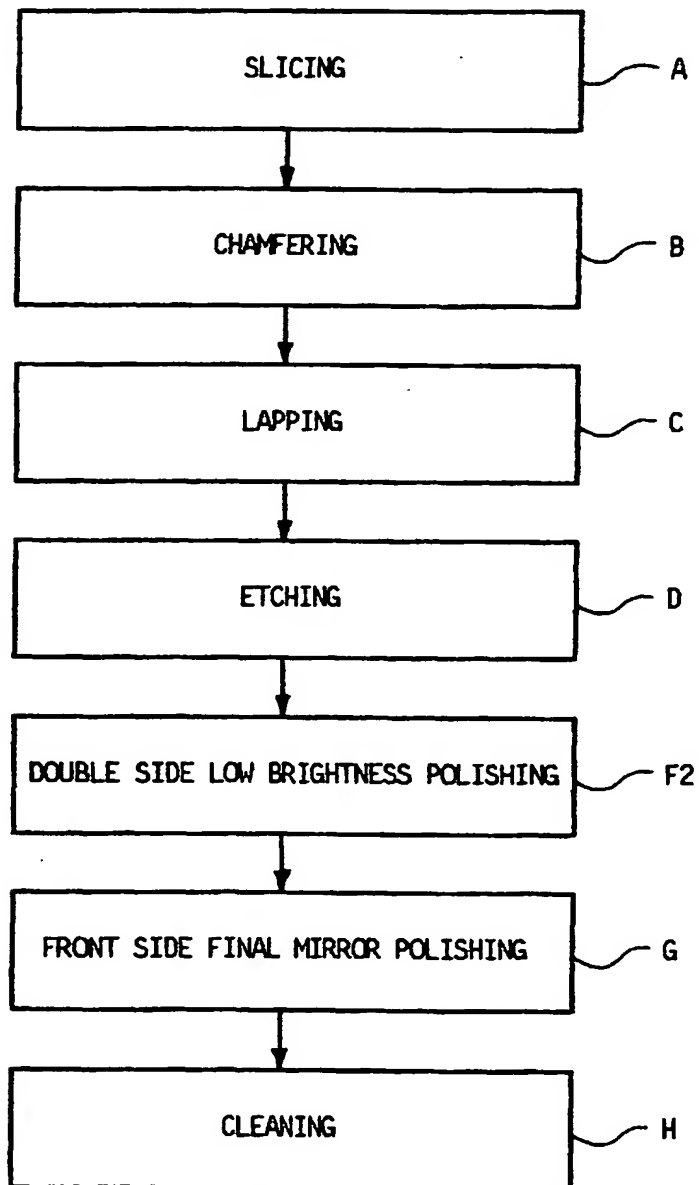 SLICING A
CHAMFERING B
LAPPING C
ETCHING D
DOUBLE SIDE LOW BRIGHTNESS POLISHING F2
FRONT SIDE FINAL MIRROR POLISHING G
CLEANING H